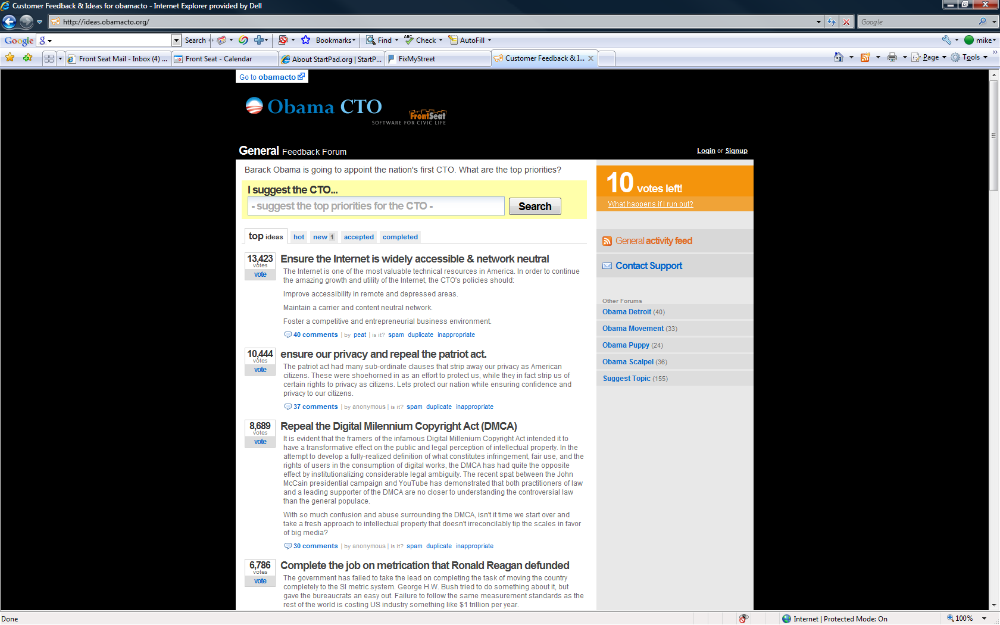 Customer Feedback & Ideas for obamacto - Internet Explorer provided by Dell
http://ideas.obamacto.org/
Google
Google
Search
Bookmarks
Find
ABC
Check
AutoFill
mike
Front Seat Mail - Inbox (4) ...
Front Seat - Calendar
About StartPad.org | StartP...
FixMyStreet
Customer Feedback & I...
Page
Tools
Go to obamacto
Obama CTO
FrontSeat
SOFTWARE FOR CIVIC LIFE
General Feedback Forum
Login or Signup
Barack Obama is going to appoint the nation's first CTO. What are the top priorities?
I suggest the CTO...
- suggest the top priorities for the CTO -
Search
top ideas
hot
new 1
accepted
completed
13,423
votes
vote
Ensure the Internet is widely accessible & network neutral
The Internet is one of the most valuable technical resources in America. In order to continue
the amazing growth and utility of the Internet, the CTO's policies should:
Improve accessibility in remote and depressed areas.
Maintain a carrier and content neutral network.
Foster a competitive and entrepreneurial business environment.
40 comments | by peat | is it? spam duplicate inappropriate
10,444
votes
vote
ensure our privacy and repeal the patriot act.
The patriot act had many sub-ordinate clauses that strip away our privacy as American
citizens. These were shoehorned in as an effort to protect us, while they in fact strip us of
certain rights to privacy as citizens. Lets protect our nation while ensuring confidence and
privacy to our citizens.
37 comments | by anonymous | is it? spam duplicate inappropriate
8,689
votes
vote
Repeal the Digital Milennium Copyright Act (DMCA)
It is evident that the framers of the infamous Digital Millenium Copyright Act intended it to
have a transformative effect on the public and legal perception of intellectual property. In the
attempt to develop a fully-realized definition of what constitutes infringement, fair use, and the
rights of users in the consumption of digital works, the DMCA has had quite the opposite
effect by institutionalizing considerable legal ambiguity. The recent spat between the John
McCain presidential campaign and YouTube has demonstrated that both practitioners of law
and a leading supporter of the DMCA are no closer to understanding the controversial law
than the general populace.
With so much confusion and abuse surrounding the DMCA, isn't it time we start over and
take a fresh approach to intellectual property that doesn't irreconcilably tip the scales in favor
of big media?
30 comments | by anonymous | is it? spam duplicate inappropriate
6,786
votes
vote
Complete the job on metrication that Ronald Reagan defunded
The government has failed to take the lead on completing the task of moving the country
completely to the SI metric system. George H.W. Bush tried to do something about it, but
gave the bureaucrats an easy out. Failure to follow the same measurement standards as the
rest of the world is costing US industry something like $1 trillion per year.
10 votes left!
What happens if I run out?
General activity feed
Contact Support
Other Forums
Obama Detroit (40)
Obama Movement (33)
Obama Puppy (24)
Obama Scalpel (36)
Suggest Topic (155)
Done
Internet | Protected Mode: On
100%